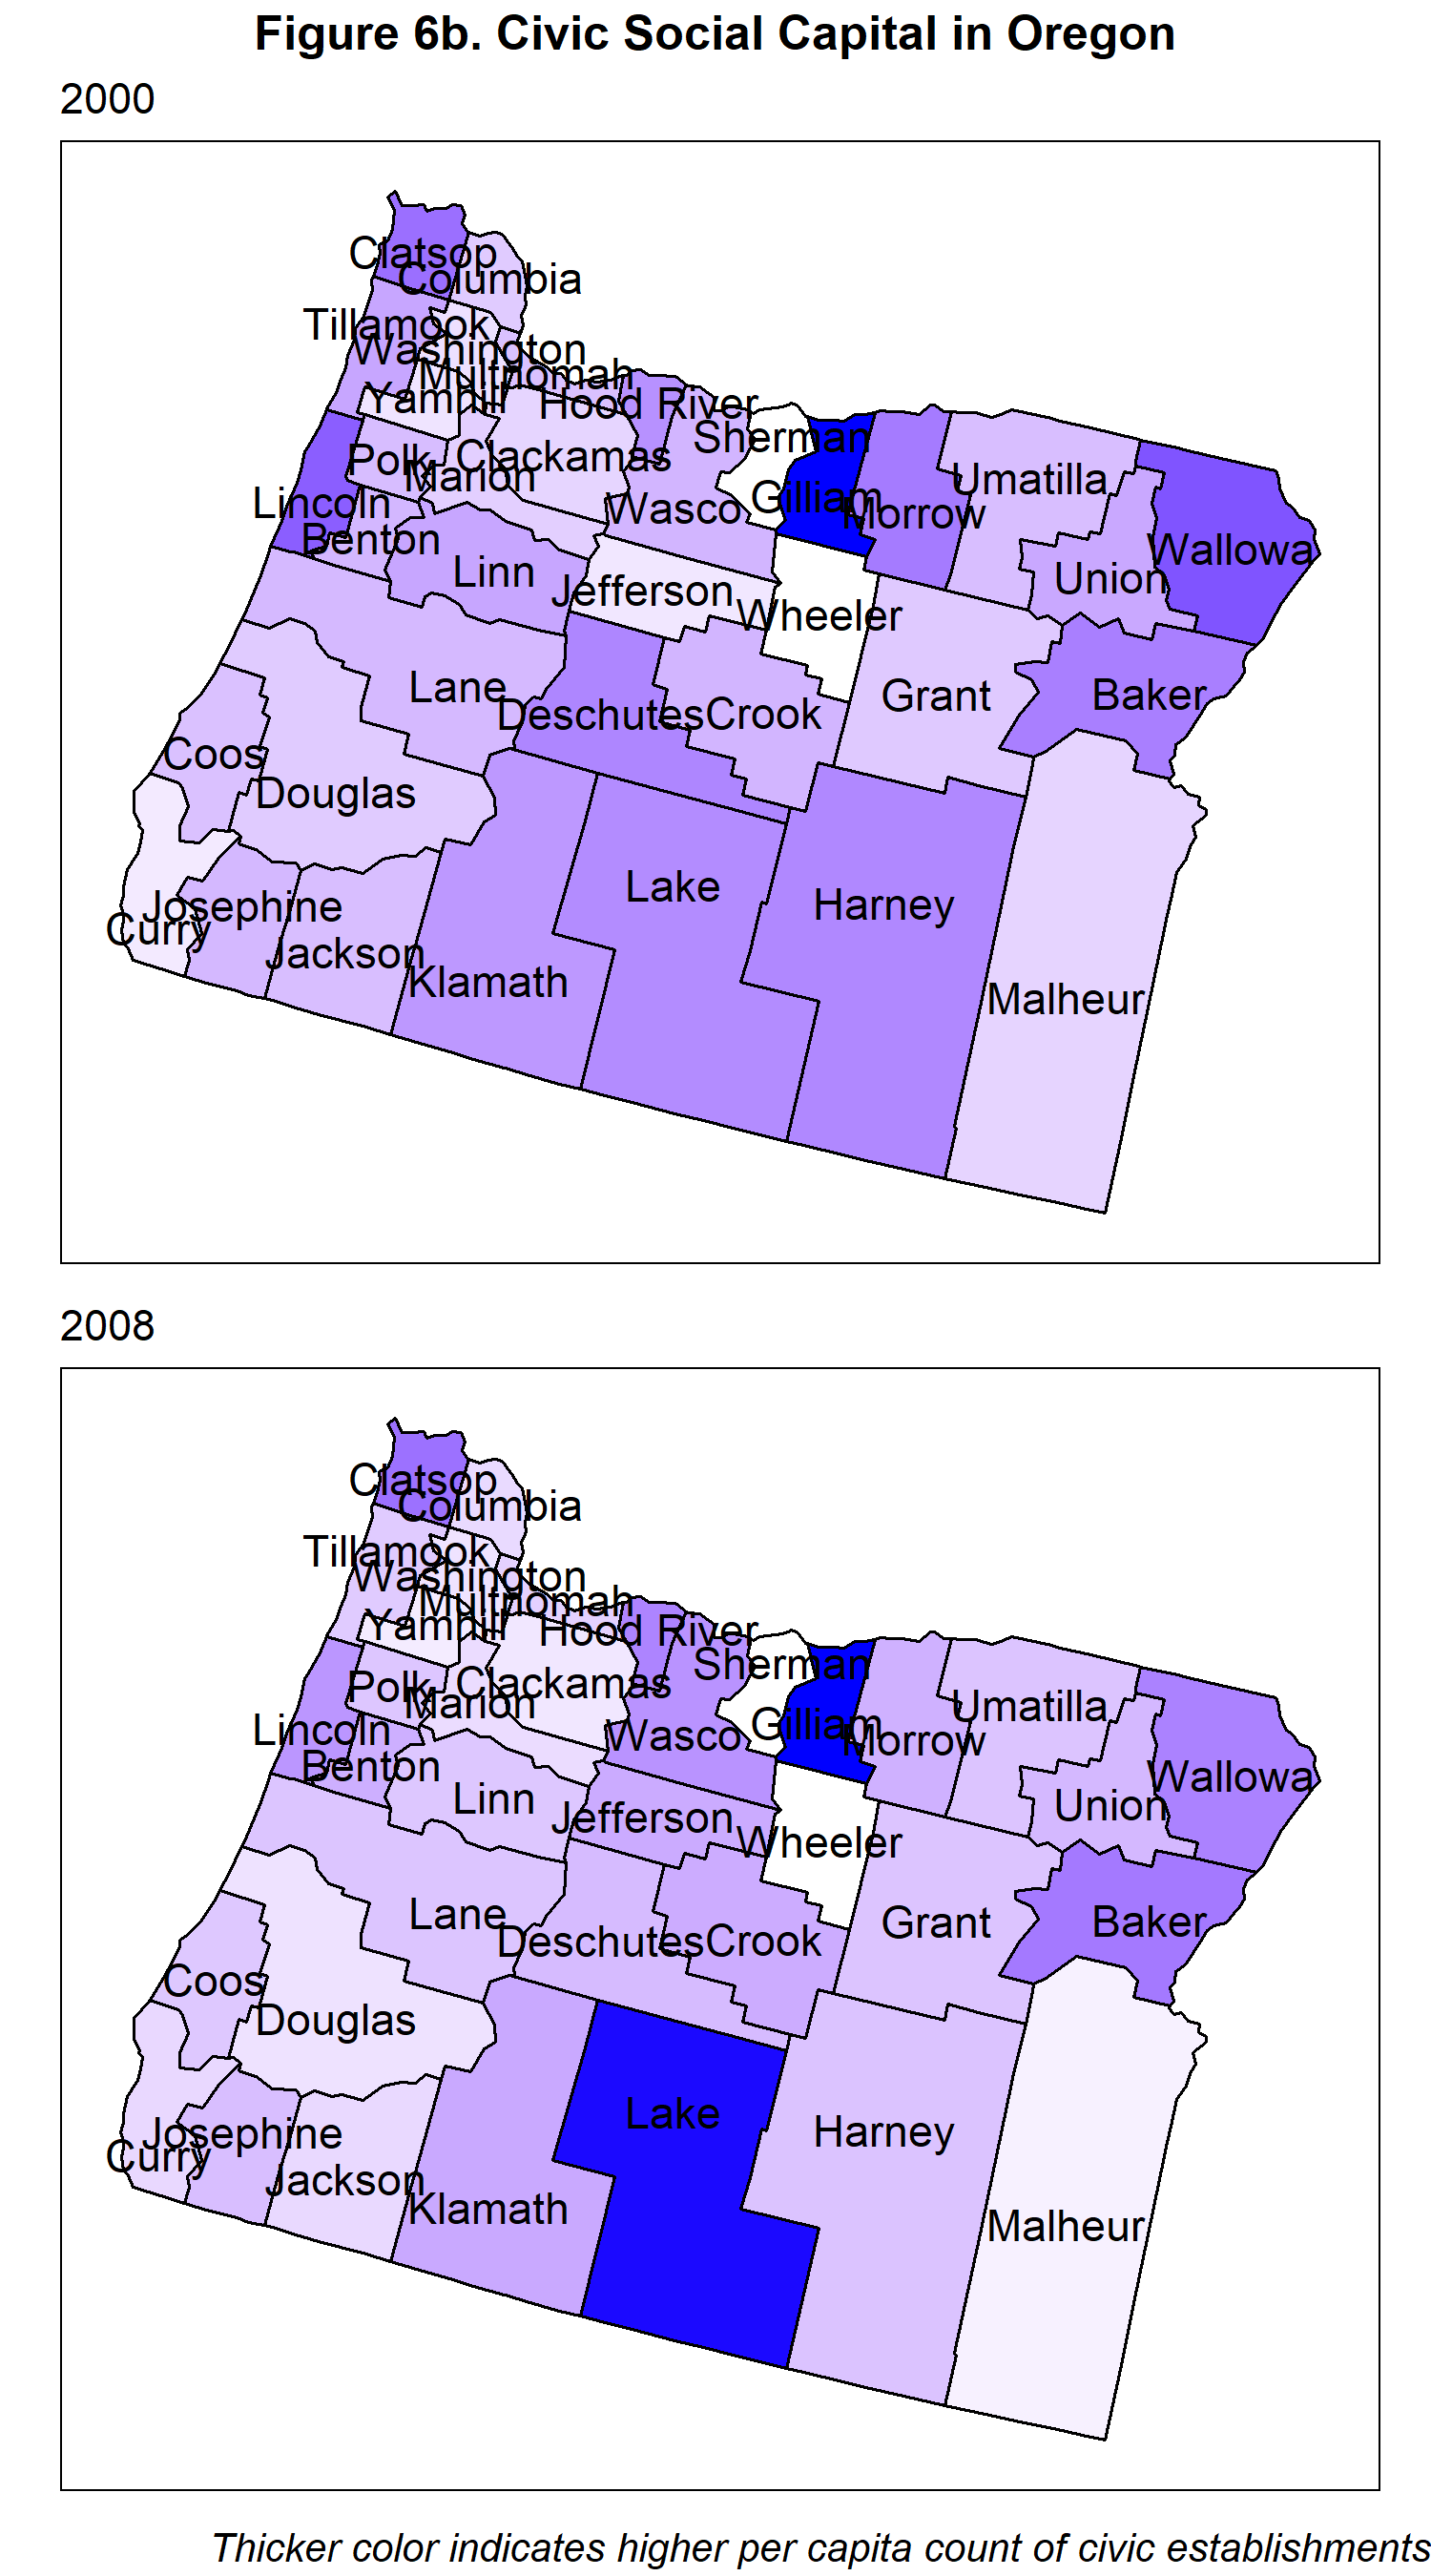 Figure 6b. Civic Social Capital in Oregon
2000
Clatsop
Columbia
Tillamook
Washington
Multnomah
Yamhill
Hood River
Sherman
Polk
Marion
Clackamas
Umatilla
Lincoln
Wasco
Gilliam
Morrow
Benton
Wallowa
Linn
Jefferson
Union
Wheeler
Lane
Grant
Baker
Deschutes
Crook
Coos
Douglas
Lake
Harney
Josephine
Curry
Jackson
Klamath
Malheur
2008
Clatsop
Columbia
Tillamook
Washington
Multnomah
Yamhill
Hood River
Sherman
Polk
Marion
Clackamas
Umatilla
Lincoln
Wasco
Gilliam
Morrow
Benton
Wallowa
Linn
Jefferson
Union
Wheeler
Lane
Grant
Baker
Deschutes
Crook
Coos
Douglas
Lake
Harney
Josephine
Curry
Jackson
Klamath
Malheur
Thicker color indicates higher per capita count of civic establishments